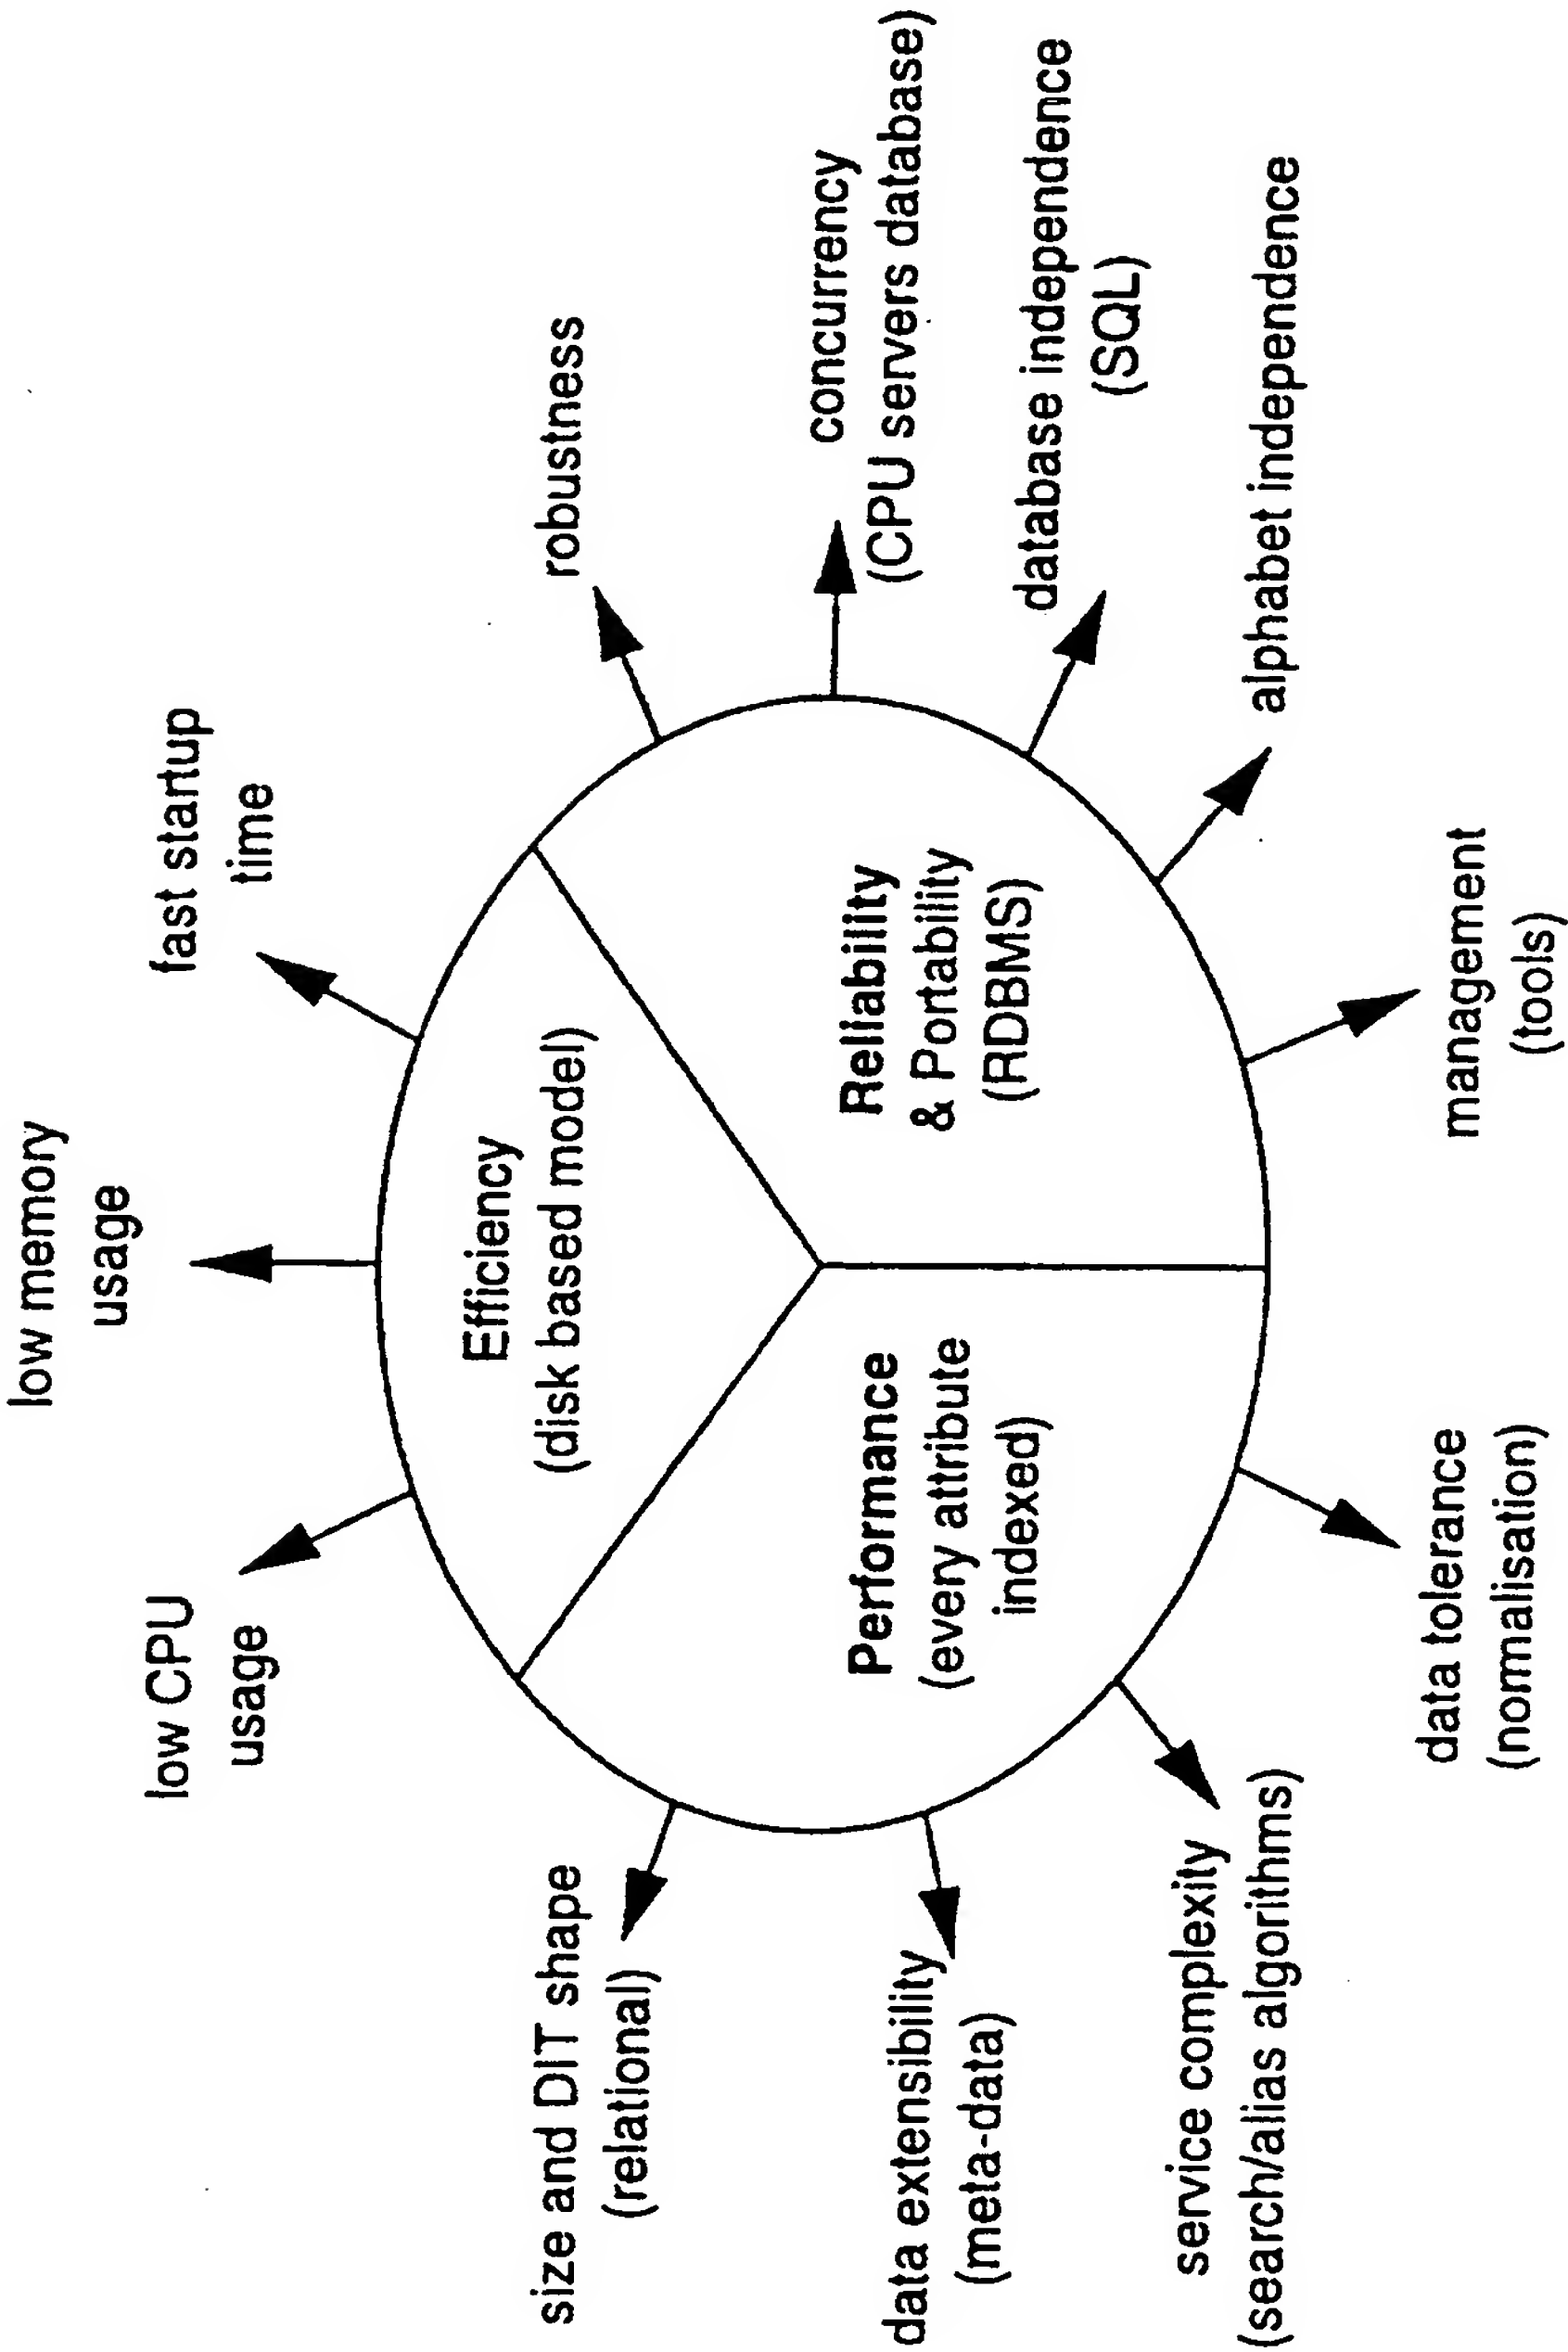 low memory
usage
low CPU
usage
fast startup
time
Efficiency
(disk based model)
size and DIT shape
(relational)
robustness
Performance
(every attribute
indexed)
Reliability
& Portability
(RDBMS)
concurrency
(CPU servers database)
data extensibility
(meta-data)
database independence
(SQL)
service complexity
(search/alias algorithms)
alphabet independence
data tolerance
(normalisation)
management
(tools)